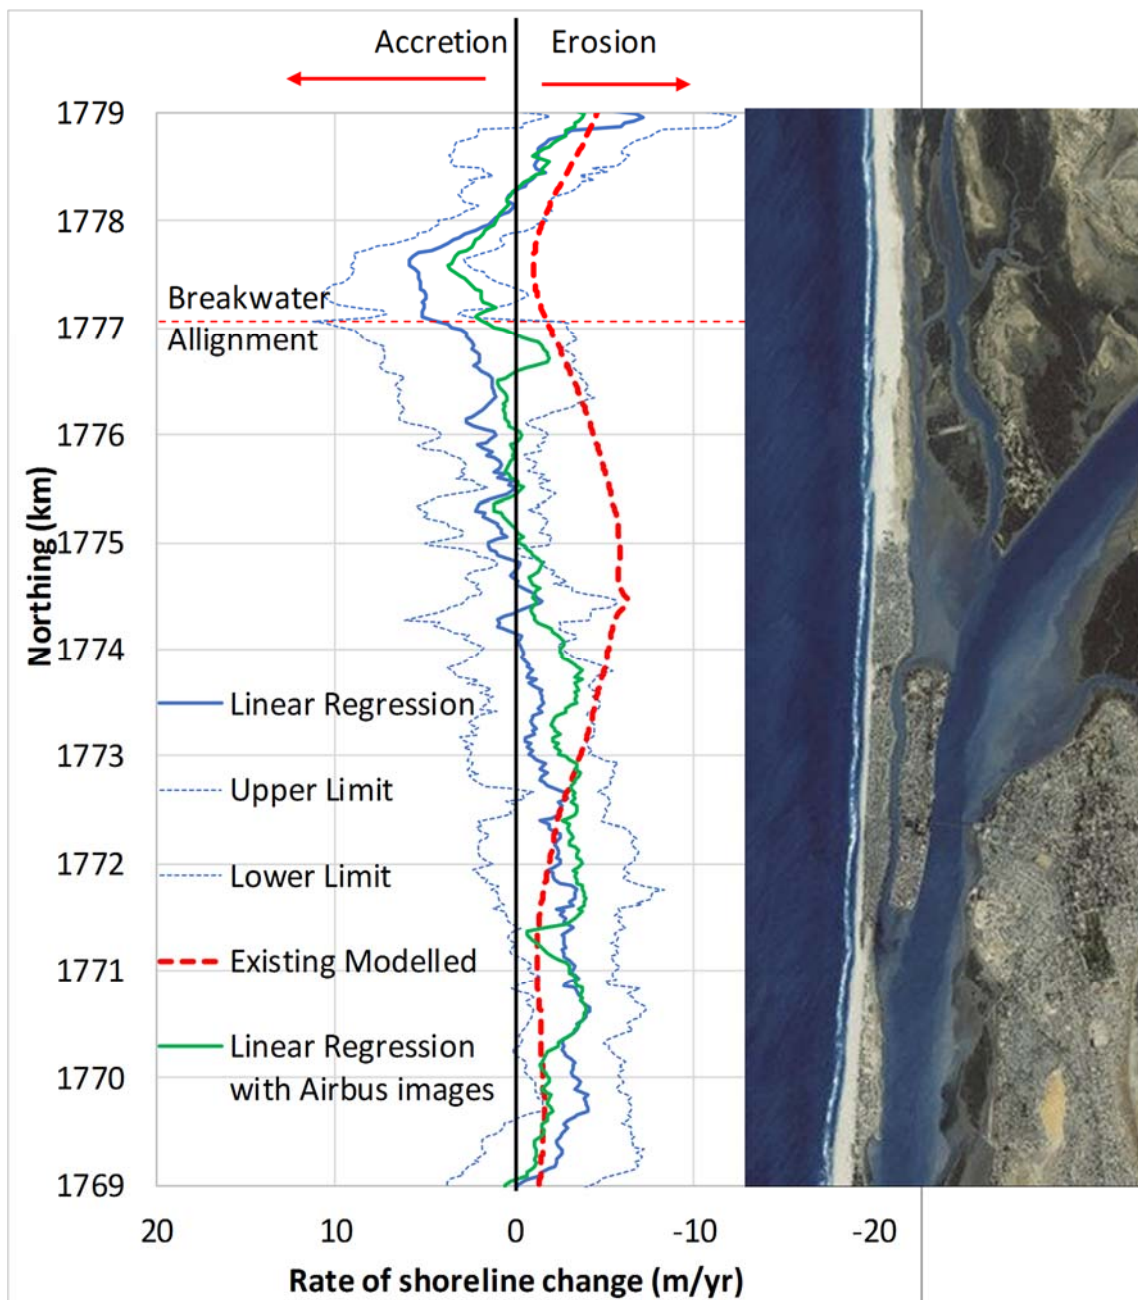 Accretion
Erosion
1779
1778
Breakwater
1777
Allignment
1776
1775
1774
1773
1772
1771
1770
1769
Northing (km)
Linear Regression
Upper Limit
Lower Limit
Existing Modelled
Linear Regression
with Airbus images
20
10
0
-10
-20
Rate of shoreline change (m/yr)